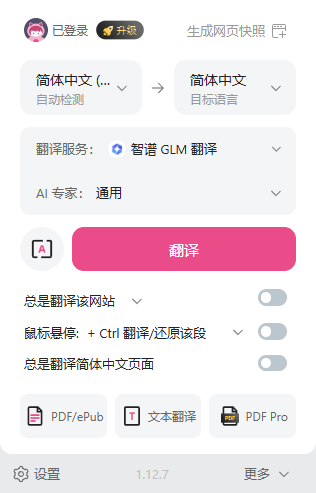 已登录 升级 生成网页快照
简体中文 (... 简体中文
自动检测 目标语言
翻译服务： 智谱 GLM 翻译
AI 专家： 通用
A 翻译
总是翻译该网站
鼠标悬停: + Ctrl 翻译/还原该段
总是翻译简体中文页面
PDF/ePub T 文本翻译 PDF PDF Pro
设置 1.12.7 更多